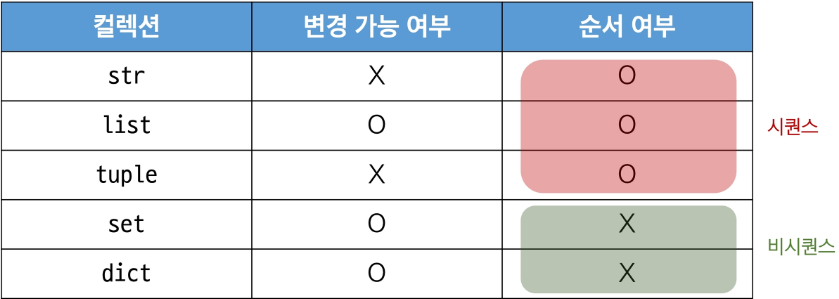 컬렉션 변경 가능 여부 순서 여부
str X O
list O O
tuple X O
시퀀스
set O X
dict O X
비시퀀스